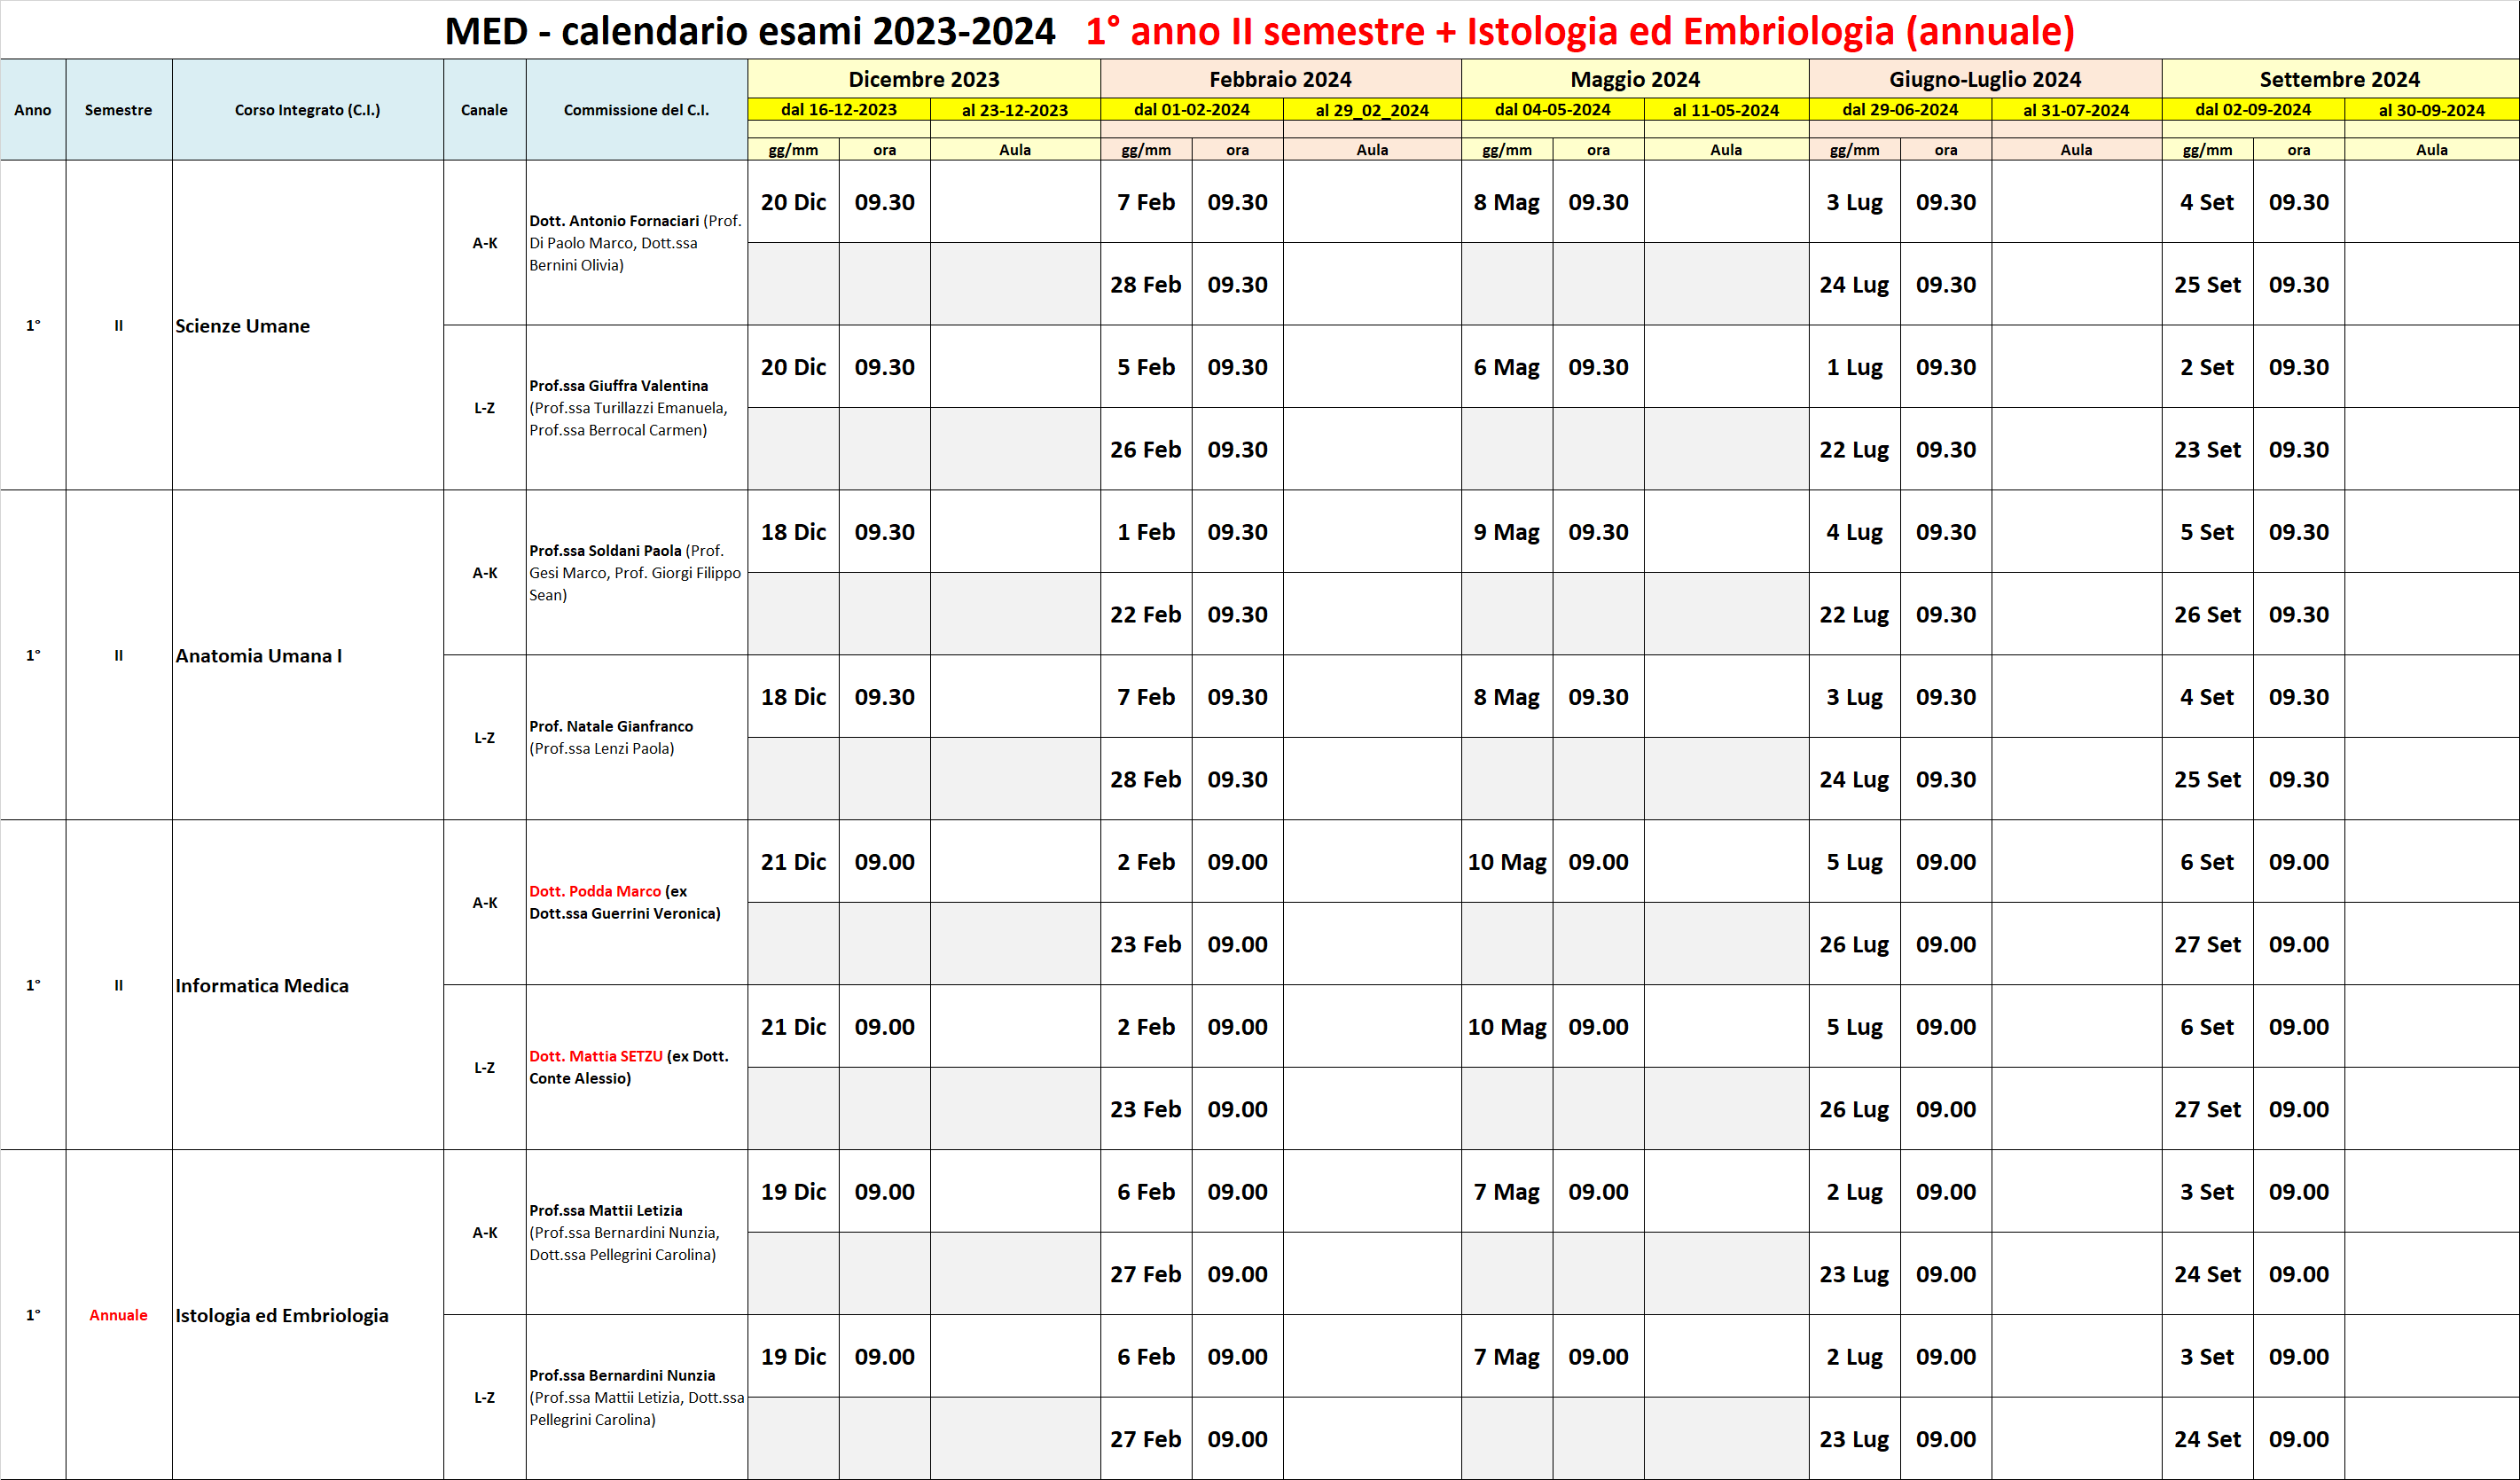 MED - calendario esami 2023-2024 1° anno II semestre + Istologia ed Embriologia (annuale)
Anno Semestre Corso Integrato (C.I.) Canale Commissione del C.I. Dicembre 2023 Febbraio 2024 Maggio 2024 Giugno-Luglio 2024 Settembre 2024
dal 16-12-2023 al 23-12-2023 dal 01-02-2024 al 29_02_2024 dal 04-05-2024 al 11-05-2024 dal 29-06-2024 al 31-07-2024 dal 02-09-2024 al 30-09-2024
gg/mm ora Aula gg/mm ora Aula gg/mm ora Aula gg/mm ora Aula gg/mm ora Aula
1° II Scienze Umane
A-K
Dott. Antonio Fornaciari (Prof.
Di Paolo Marco, Dott.ssa
Bernini Olivia)
20 Dic 09.30 7 Feb 09.30 8 Mag 09.30 3 Lug 09.30 4 Set 09.30
28 Feb 09.30 24 Lug 09.30 25 Set 09.30
L-Z
Prof.ssa Giuffra Valentina
(Prof.ssa Turillazzi Emanuela,
Prof.ssa Berrocal Carmen)
20 Dic 09.30 5 Feb 09.30 6 Mag 09.30 1 Lug 09.30 2 Set 09.30
26 Feb 09.30 22 Lug 09.30 23 Set 09.30
1° II Anatomia Umana I
A-K
Prof.ssa Soldani Paola (Prof.
Gesi Marco, Prof. Giorgi Filippo
Sean)
18 Dic 09.30 1 Feb 09.30 9 Mag 09.30 4 Lug 09.30 5 Set 09.30
22 Feb 09.30 22 Lug 09.30 26 Set 09.30
L-Z
Prof. Natale Gianfranco
(Prof.ssa Lenzi Paola)
18 Dic 09.30 7 Feb 09.30 8 Mag 09.30 3 Lug 09.30 4 Set 09.30
28 Feb 09.30 24 Lug 09.30 25 Set 09.30
1° II Informatica Medica
A-K
Dott. Podda Marco (ex
Dott.ssa Guerrini Veronica)
21 Dic 09.00 2 Feb 09.00 10 Mag 09.00 5 Lug 09.00 6 Set 09.00
23 Feb 09.00 26 Lug 09.00 27 Set 09.00
L-Z
Dott. Mattia SETZU (ex Dott.
Conte Alessio)
21 Dic 09.00 2 Feb 09.00 10 Mag 09.00 5 Lug 09.00 6 Set 09.00
23 Feb 09.00 26 Lug 09.00 27 Set 09.00
1° Annuale Istologia ed Embriologia
A-K
Prof.ssa Mattii Letizia
(Prof.ssa Bernardini Nunzia,
Dott.ssa Pellegrini Carolina)
19 Dic 09.00 6 Feb 09.00 7 Mag 09.00 2 Lug 09.00 3 Set 09.00
27 Feb 09.00 23 Lug 09.00 24 Set 09.00
L-Z
Prof.ssa Bernardini Nunzia
(Prof.ssa Mattii Letizia, Dott.ssa
Pellegrini Carolina)
19 Dic 09.00 6 Feb 09.00 7 Mag 09.00 2 Lug 09.00 3 Set 09.00
27 Feb 09.00 23 Lug 09.00 24 Set 09.00